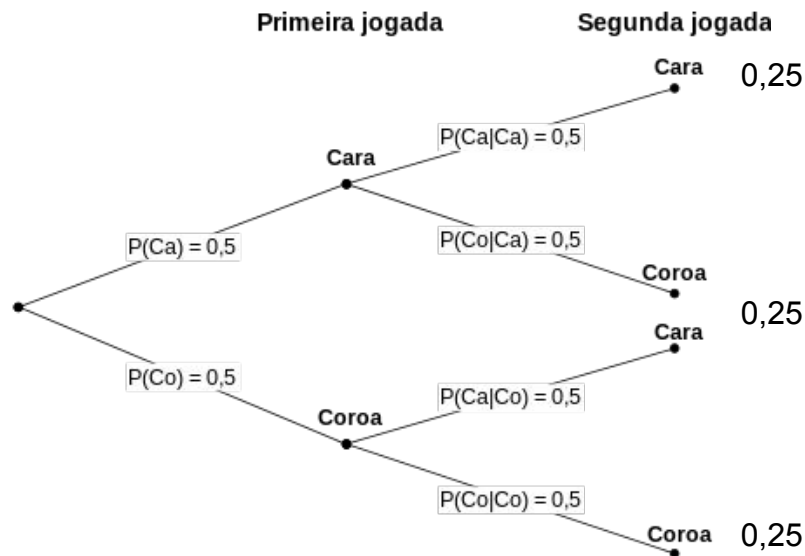 Primeira jogada Segunda jogada
Cara 0,25
P(Ca|Ca) = 0,5
Cara
P(Ca) = 0,5
P(Co|Ca) = 0,5
Coroa
0,25
Cara
P(Co) = 0,5
P(Ca|Co) = 0,5
Coroa
P(Co|Co) = 0,5
Coroa 0,25